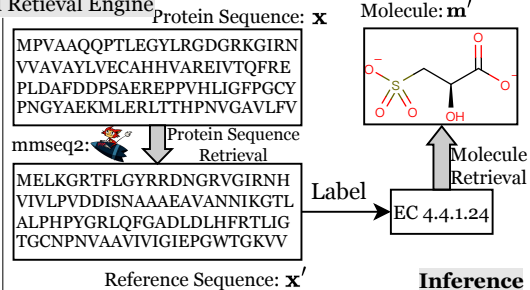 l Retieval Engine
Protein Sequence: x
Molecule: m′
MPVAAQQPTLEGYLRGDGRKGIRN
VVAVAYLVECAHHVAREIVTQFRE
PLDAFDDPSAEREPPVHLIGFPGCY
PNGYAEKMLERLTTHPNVGAVLFV
O⁻
O
S
O
O
O
O⁻
OH
mmseq2:
Protein Sequence
Retrieval
Molecule
Retrieval
MELKGRTFLGYRRDNGRVGIRNH
VIVLPVDDISNAAAEAVANNIKGTL
ALPHPYGRLQFGADLDLHFRTLIG
TGCNPNVAAVIVIGIEPGWTGKVV
Label
EC 4.4.1.24
Reference Sequence: x′
Inference